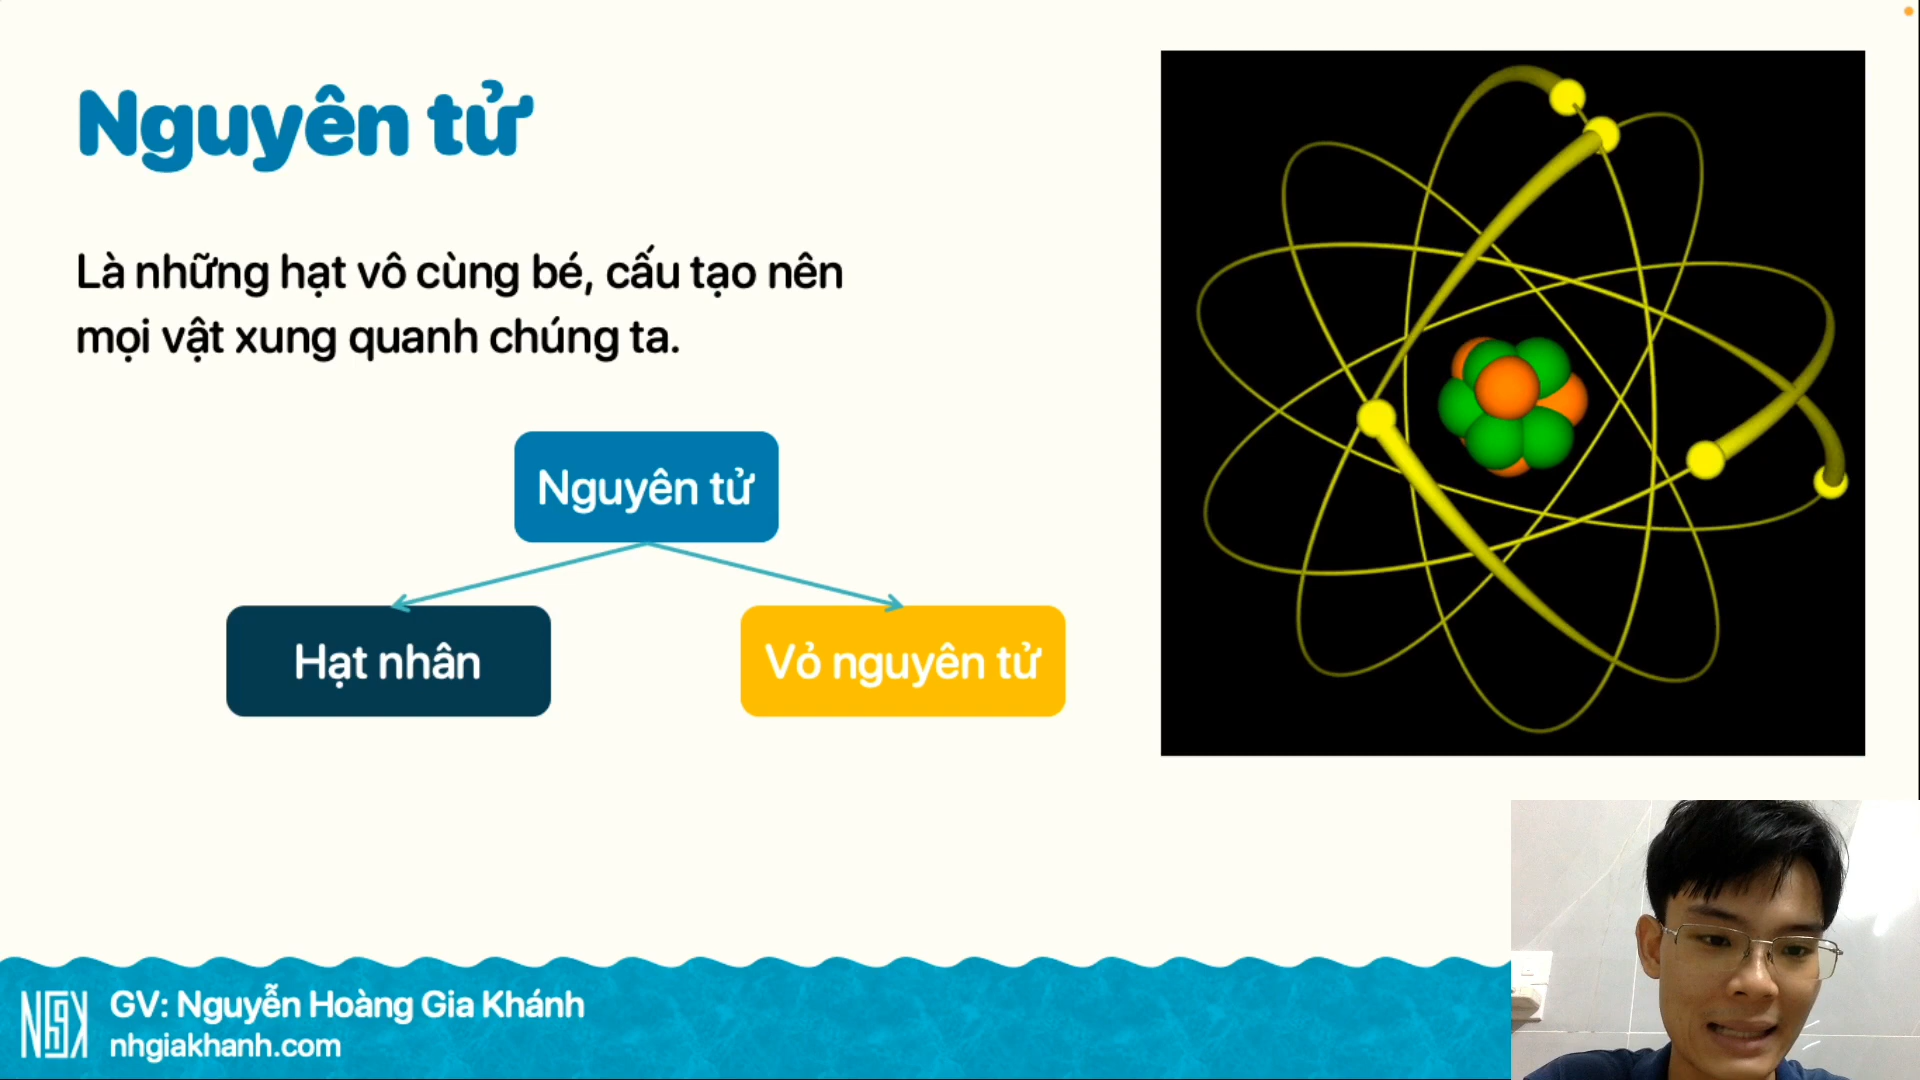 Nguyên tử
Là những hạt vô cùng bé, cấu tạo nên
mọi vật xung quanh chúng ta.
Nguyên tử
Hạt nhân
Vỏ nguyên tử
GV: Nguyễn Hoàng Gia Khánh
nhgiakhanh.com